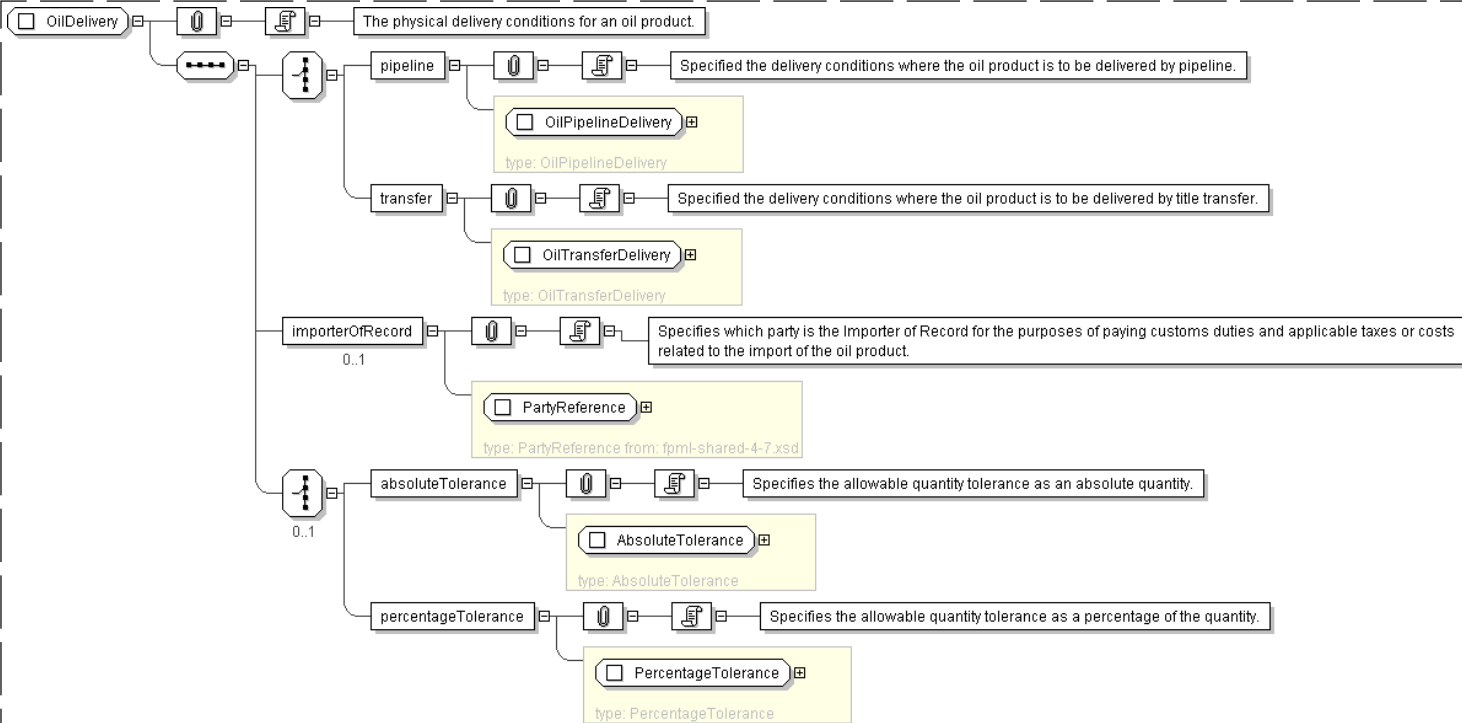 OilDelivery
The physical delivery conditions for an oil product.
pipeline
Specified the delivery conditions where the oil product is to be delivered by pipeline.
OilPipelineDelivery
type: OilPipelineDelivery
transfer
Specified the delivery conditions where the oil product is to be delivered by title transfer.
OilTransferDelivery
type: OilTransferDelivery
importerOfRecord
0..1
Specifies which party is the Importer of Record for the purposes of paying customs duties and applicable taxes or costs
related to the import of the oil product.
PartyReference
type: PartyReference from: fpml-shared-4-7.xsd
0..1
absoluteTolerance
Specifies the allowable quantity tolerance as an absolute quantity.
AbsoluteTolerance
type: AbsoluteTolerance
percentageTolerance
Specifies the allowable quantity tolerance as a percentage of the quantity.
PercentageTolerance
type: PercentageTolerance